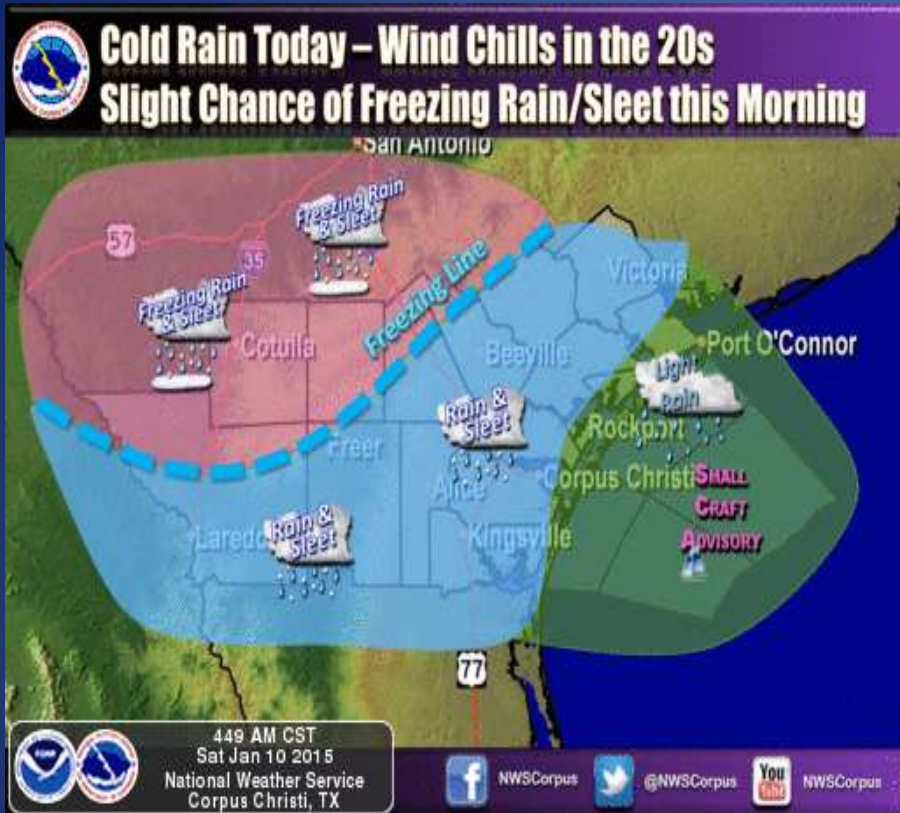 Cold Rain Today – Wind Chills in the 20s
Slight Chance of Freezing Rain/Sleet this Morning
San Antonio
Freezing Rain
& Sleet
57
35
Freezing Rain
& Sleet
Freezing Line
Victoria
Cotulla
Beeville
Port O'Connor
Light
Rain
Rain &
Sleet
Rockport
Freer
Alice
Corpus Christi
SMALL
CRAFT
ADVISORY
Rain &
Sleet
Laredo
Kingsville
77
449 AM CST
Sat Jan 10 2015
National Weather Service
Corpus Christi, TX
NWSCorpus
@NWSCorpus
You
Tube
NWSCorpus